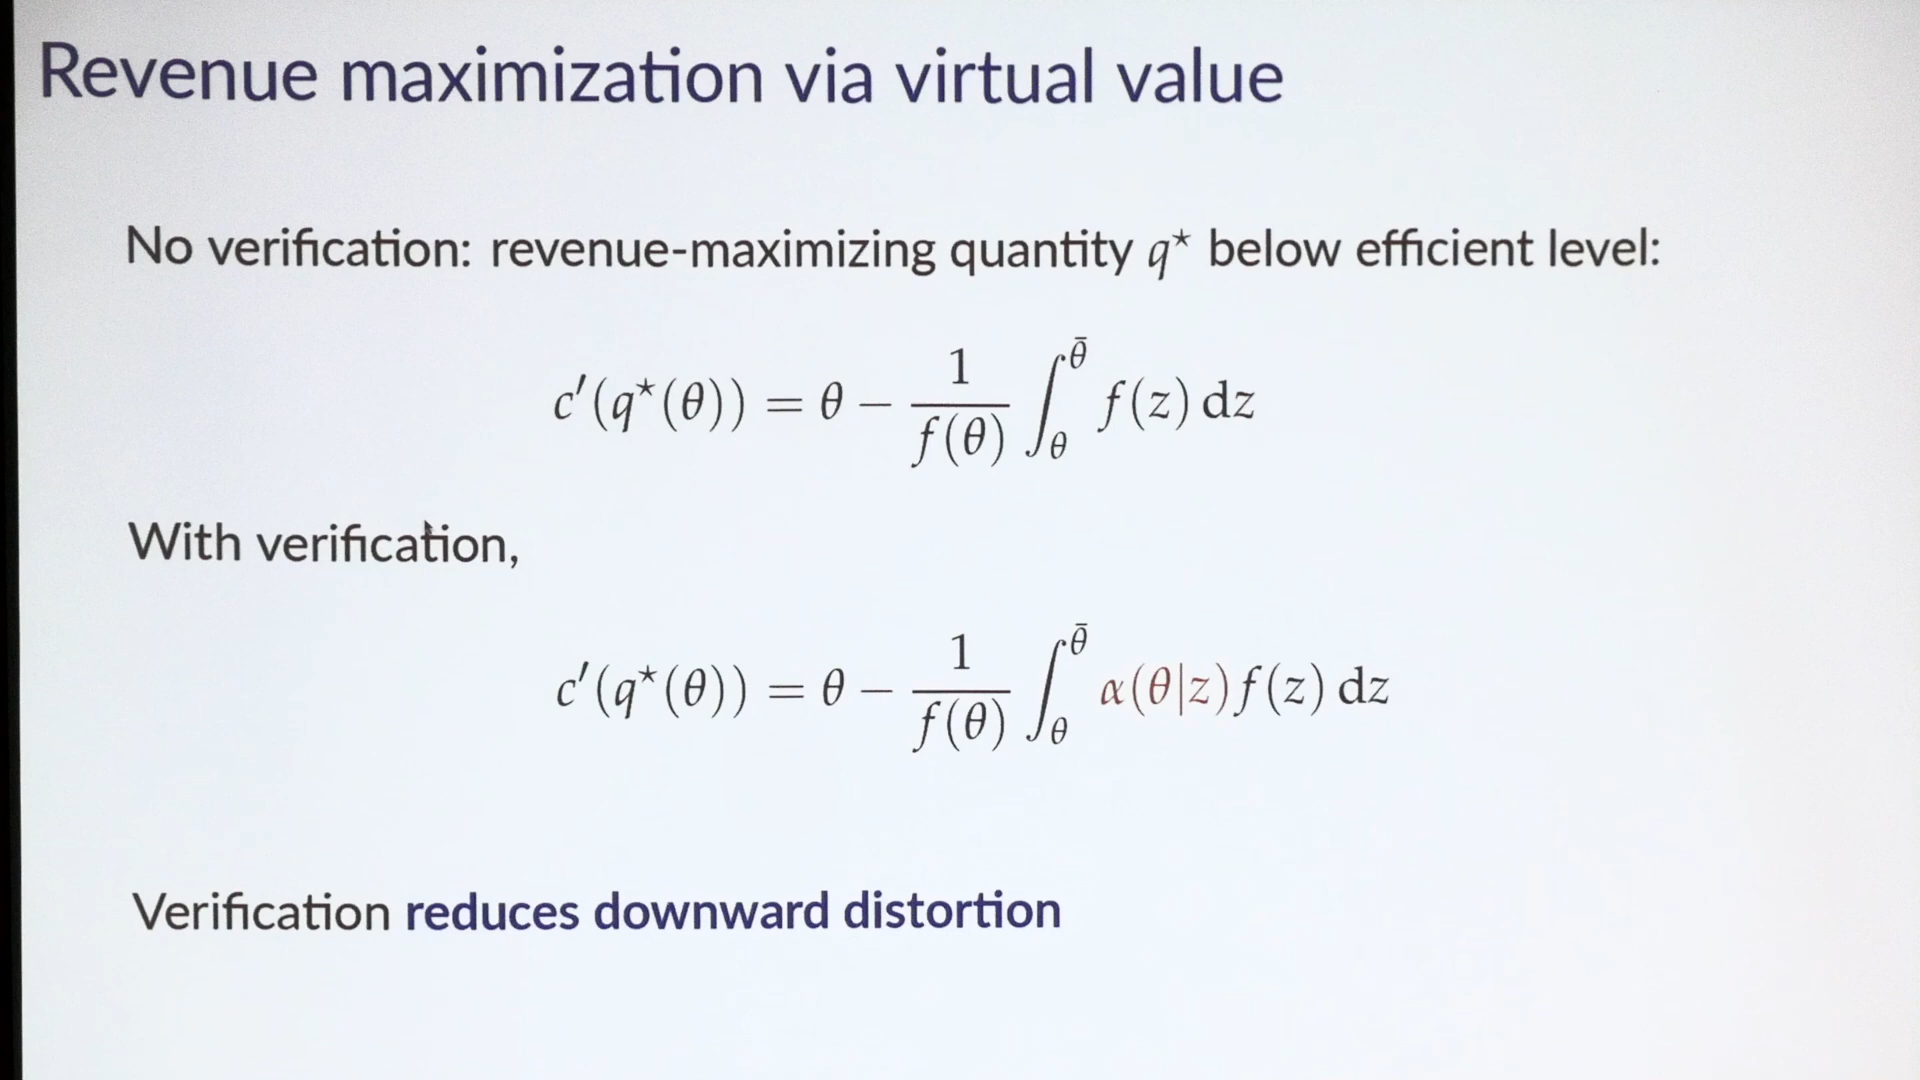 Revenue maximization via virtual value
No verification: revenue-maximizing quantity q⋆ below efficient level:
c′(q⋆(θ)) = θ − 1/f(θ) ∫_θ^θ̄ f(z) dz
With verification,
c′(q⋆(θ)) = θ − 1/f(θ) ∫_θ^θ̄ α(θ|z) f(z) dz
Verification reduces downward distortion